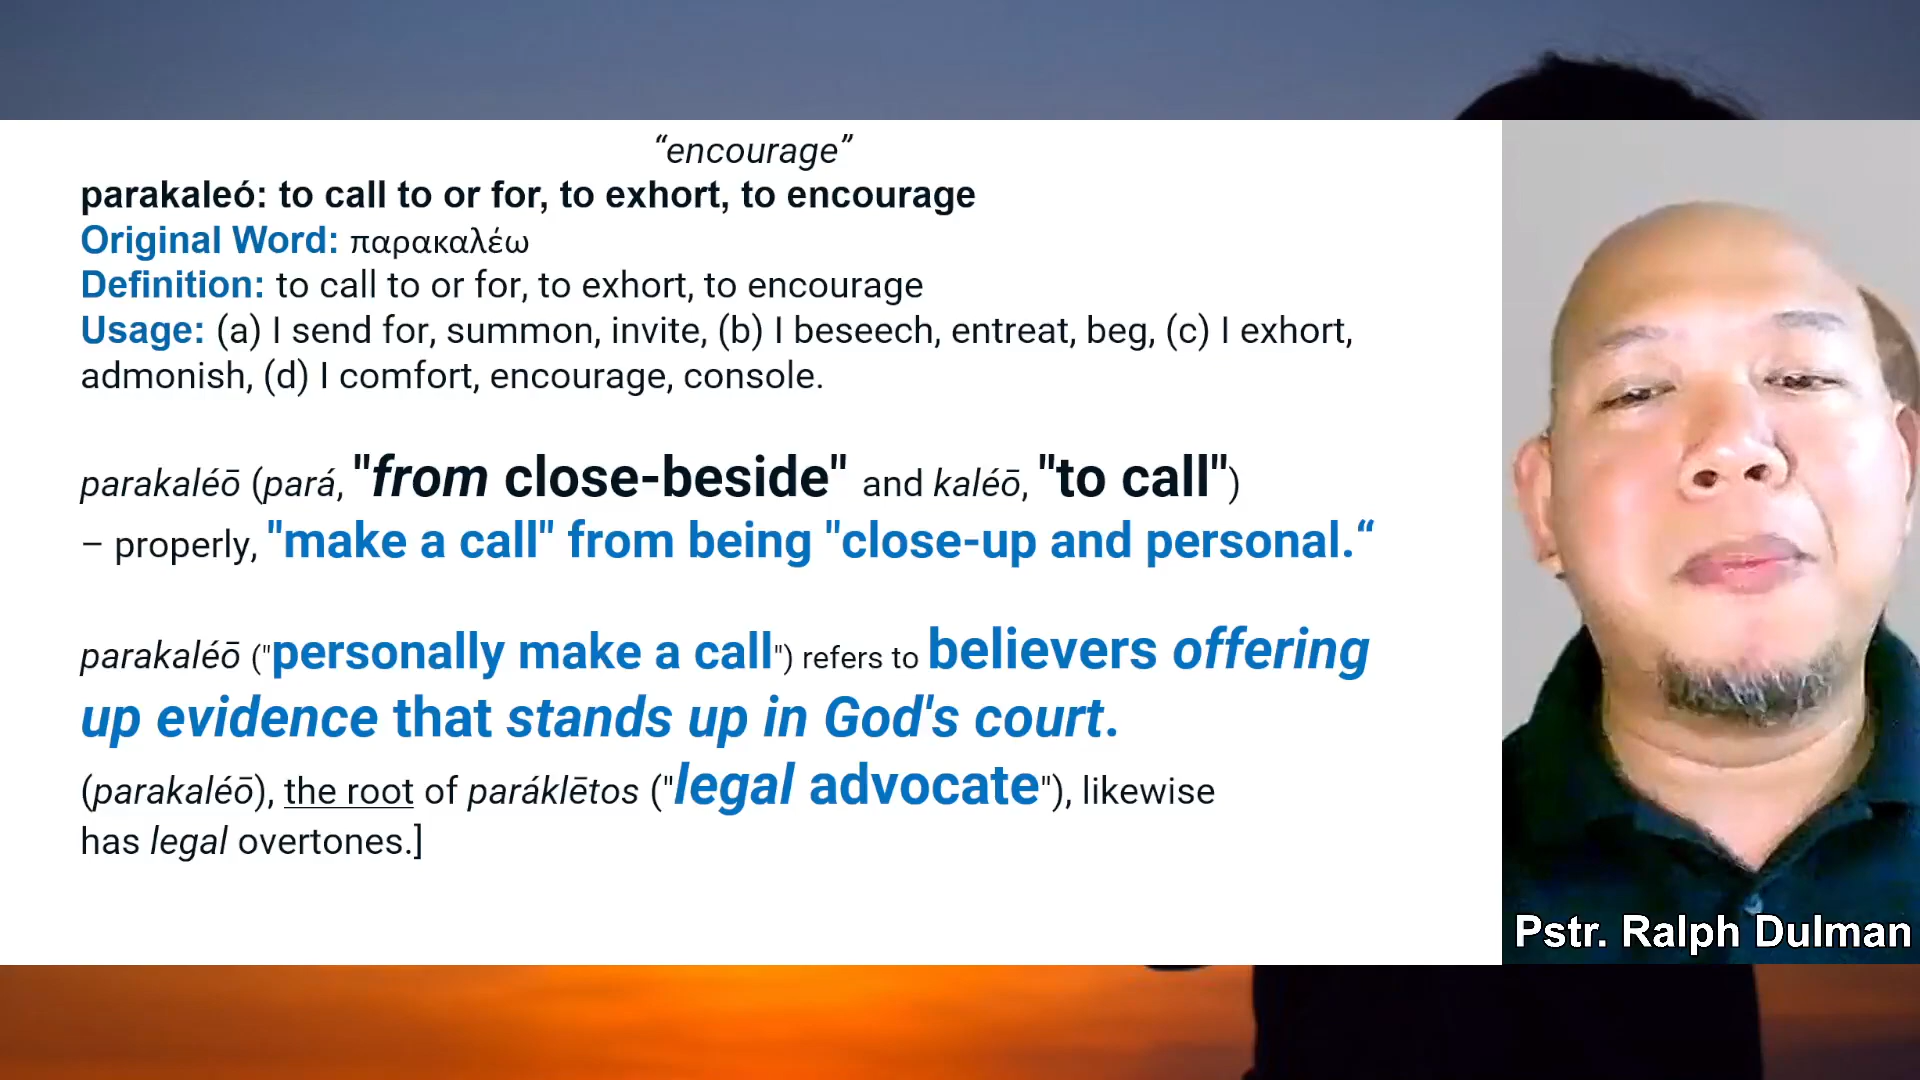 “encourage”
parakaleó: to call to or for, to exhort, to encourage
Original Word: παρακαλέω
Definition: to call to or for, to exhort, to encourage
Usage: (a) I send for, summon, invite, (b) I beseech, entreat, beg, (c) I exhort,
admonish, (d) I comfort, encourage, console.
parakaléō (pará, "from close-beside" and kaléō, "to call")
– properly, "make a call" from being "close-up and personal.“
parakaléō ("personally make a call") refers to believers offering
up evidence that stands up in God's court.
(parakaléō), the root of paráklētos ("legal advocate"), likewise
has legal overtones.]
Pstr. Ralph Dulman